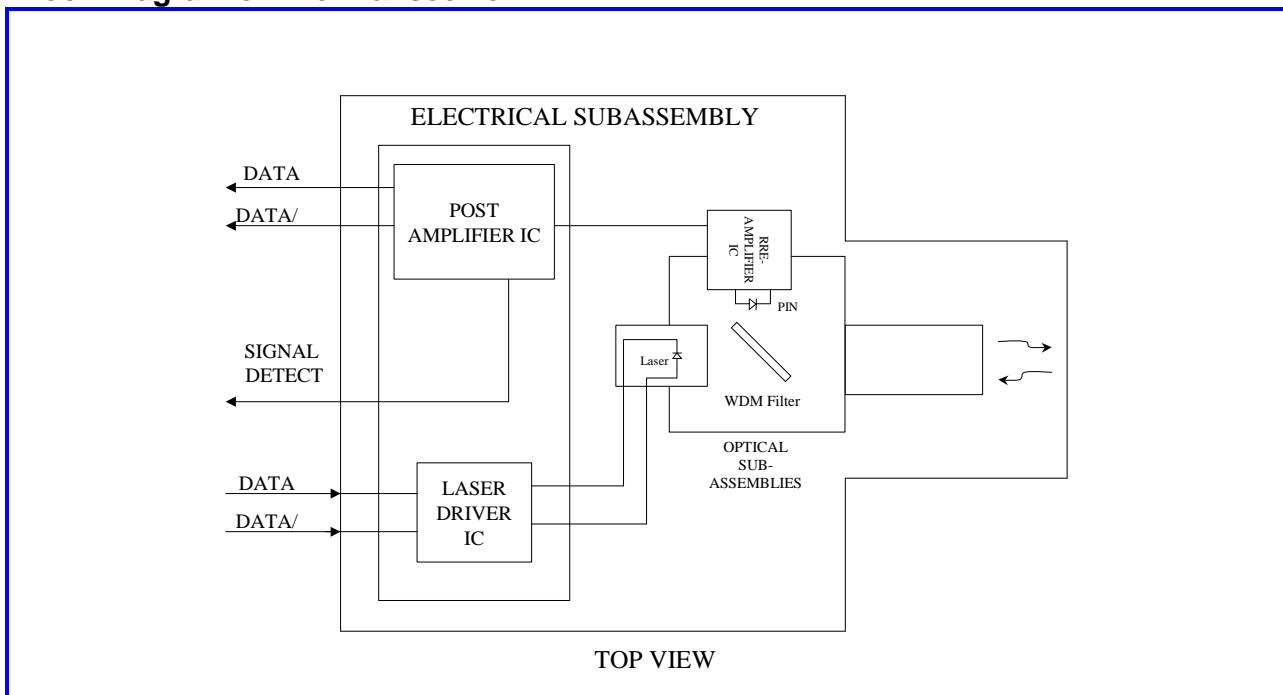 ELECTRICAL SUBASSEMBLY
DATA
DATA/
POST
AMPLIFIER IC
RRE-
AMPLIFIER
IC
PIN
SIGNAL
DETECT
Laser
WDM Filter
OPTICAL
SUB-
ASSEMBLIES
DATA
DATA/
LASER
DRIVER
IC
TOP VIEW